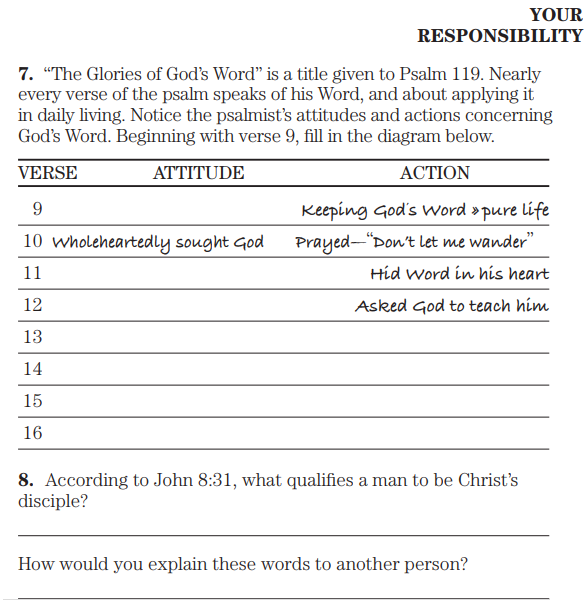 YOUR
RESPONSIBILITY
7. “The Glories of God’s Word” is a title given to Psalm 119. Nearly
every verse of the psalm speaks of his Word, and about applying it
in daily living. Notice the psalmist’s attitudes and actions concerning
God’s Word. Beginning with verse 9, fill in the diagram below.
VERSE ATTITUDE ACTION
9 Keeping God's Word » pure life
10 Wholeheartedly sought God Prayed—“Don’t let me wander”
11 Hid Word in his heart
12 Asked God to teach him
13
14
15
16
8. According to John 8:31, what qualifies a man to be Christ’s
disciple?
How would you explain these words to another person?